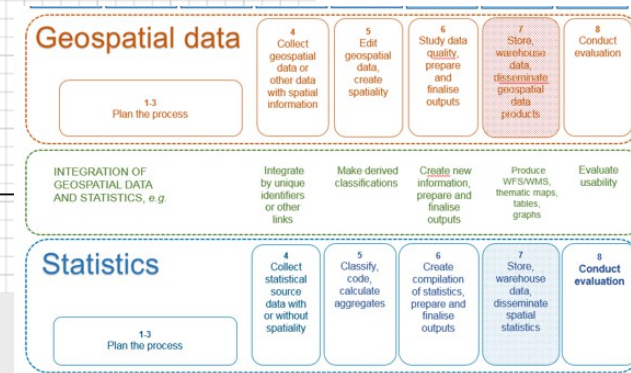 Geospatial data
1-3
Plan the process
4
Collect
geospatial
data or
other data
with spatial
information
5
Edit
geospatial
data,
create
spatiality
6
Study data
quality,
prepare
and
finalise
outputs
7
Store,
warehouse
data,
disseminate
geospatial
data
products
8
Conduct
evaluation
INTEGRATION OF
GEOSPATIAL DATA
AND STATISTICS, e.g.
Integrate
by unique
identifiers
or other
links
Make derived
classifications
Create new
information,
prepare and
finalise
outputs
Produce
WFS/WMS,
thematic maps,
tables,
graphs
Evaluate
usability
Statistics
1-3
Plan the process
4
Collect
statistical
source
data with
or without
spatiality
5
Classify,
code,
calculate
aggregates
6
Create
compilation
of statistics,
prepare and
finalise
outputs
7
Store,
warehouse
data,
disseminate
spatial
statistics
8
Conduct
evaluation